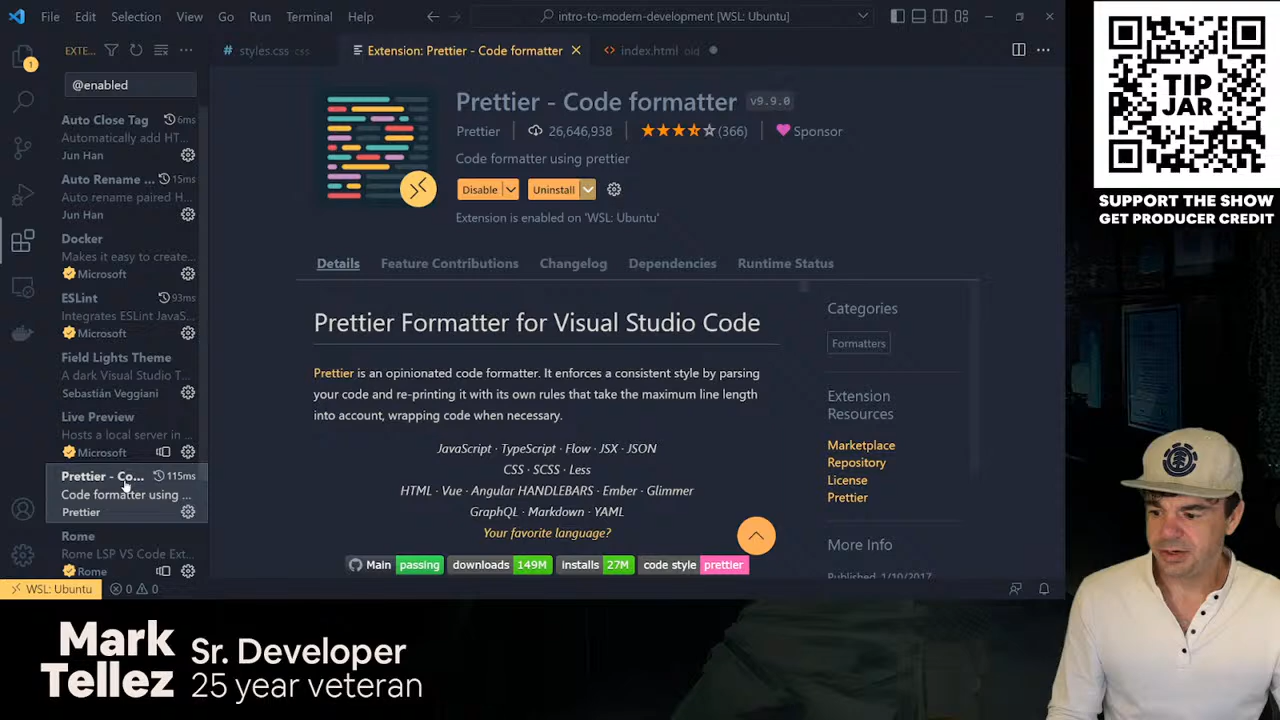 File Edit Selection View Go Run Terminal Help
intro-to-modern-development [WSL: Ubuntu]
EXTE...
@enabled
1
Auto Close Tag 6ms
Automatically add HT...
Jun Han
Auto Rename ... 15ms
Auto rename paired H...
Jun Han
Docker
Makes it easy to create...
Microsoft
ESLint 93ms
Integrates ESLint JavaS...
Microsoft
Field Lights Theme
A dark Visual Studio T...
Sebastián Veggiani
Live Preview
Hosts a local server in ...
Microsoft
Prettier - Co... 115ms
Code formatter using ...
Prettier
Rome
Rome LSP VS Code Ext...
Rome
styles.css css
Extension: Prettier - Code formatter
index.html old
Prettier - Code formatter v9.9.0
Prettier 26,646,938 (366) Sponsor
Code formatter using prettier
Disable Uninstall
Extension is enabled on 'WSL: Ubuntu'
Details Feature Contributions Changelog Dependencies Runtime Status
Prettier Formatter for Visual Studio Code
Prettier is an opinionated code formatter. It enforces a consistent style by parsing
your code and re-printing it with its own rules that take the maximum line length
into account, wrapping code when necessary.
JavaScript · TypeScript · Flow · JSX · JSON
CSS · SCSS · Less
HTML · Vue · Angular HANDLEBARS · Ember · Glimmer
GraphQL · Markdown · YAML
Your favorite language?
Main passing downloads 149M installs 27M code style prettier
Categories
Formatters
Extension
Resources
Marketplace
Repository
License
Prettier
More Info
Published 1/10/2017
WSL: Ubuntu 0 0
TIP
JAR
SUPPORT THE SHOW
GET PRODUCER CREDIT
Mark
Tellez
Sr. Developer
25 year veteran